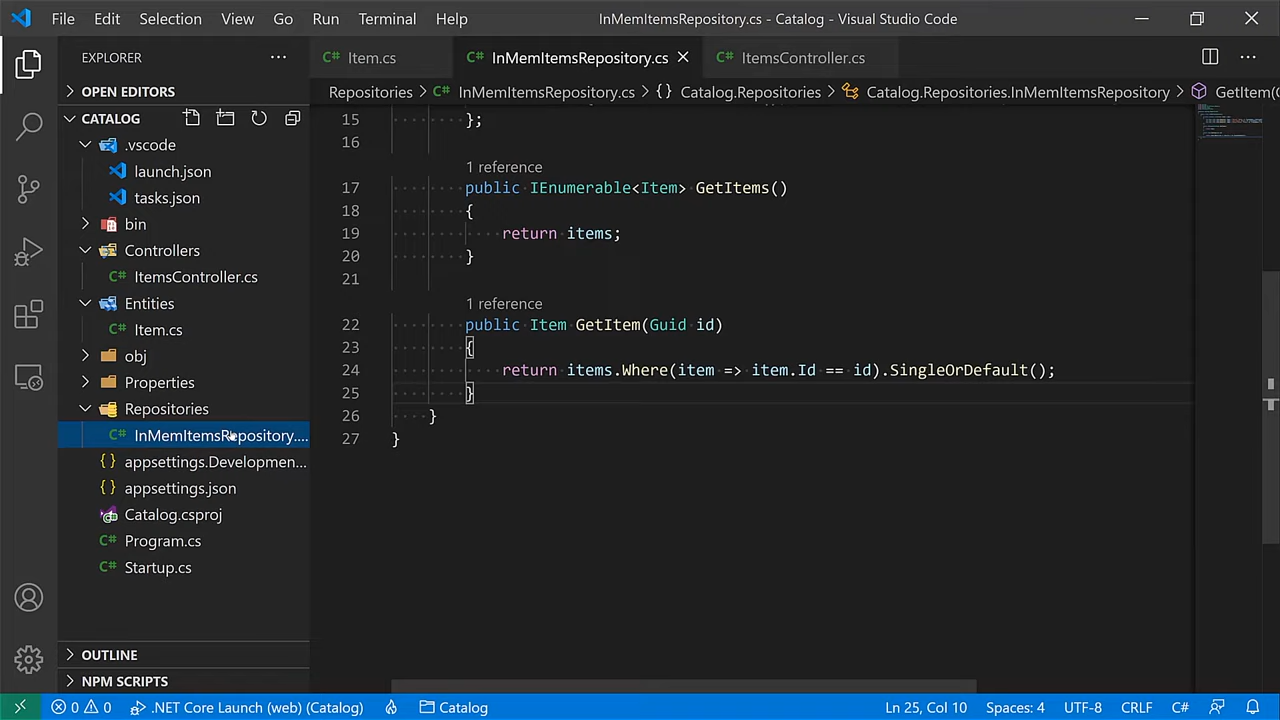 File Edit Selection View Go Run Terminal Help InMemItemsRepository.cs - Catalog - Visual Studio Code
EXPLORER
OPEN EDITORS
CATALOG
.vscode
launch.json
tasks.json
bin
Controllers
C# ItemsController.cs
Entities
C# Item.cs
obj
Properties
Repositories
C# InMemItemsRepository....
{} appsettings.Developmen...
{} appsettings.json
Catalog.csproj
C# Program.cs
C# Startup.cs
OUTLINE
NPM SCRIPTS
C# Item.cs C# InMemItemsRepository.cs C# ItemsController.cs
Repositories > C# InMemItemsRepository.cs > {} Catalog.Repositories > Catalog.Repositories.InMemItemsRepository > GetItem(
15 };
16
1 reference
17 public IEnumerable<Item> GetItems()
18 {
19 return items;
20 }
21
1 reference
22 public Item GetItem(Guid id)
23 {
24 return items.Where(item => item.Id == id).SingleOrDefault();
25 }
26 }
27 }
0 0 .NET Core Launch (web) (Catalog) Catalog Ln 25, Col 10 Spaces: 4 UTF-8 CRLF C#